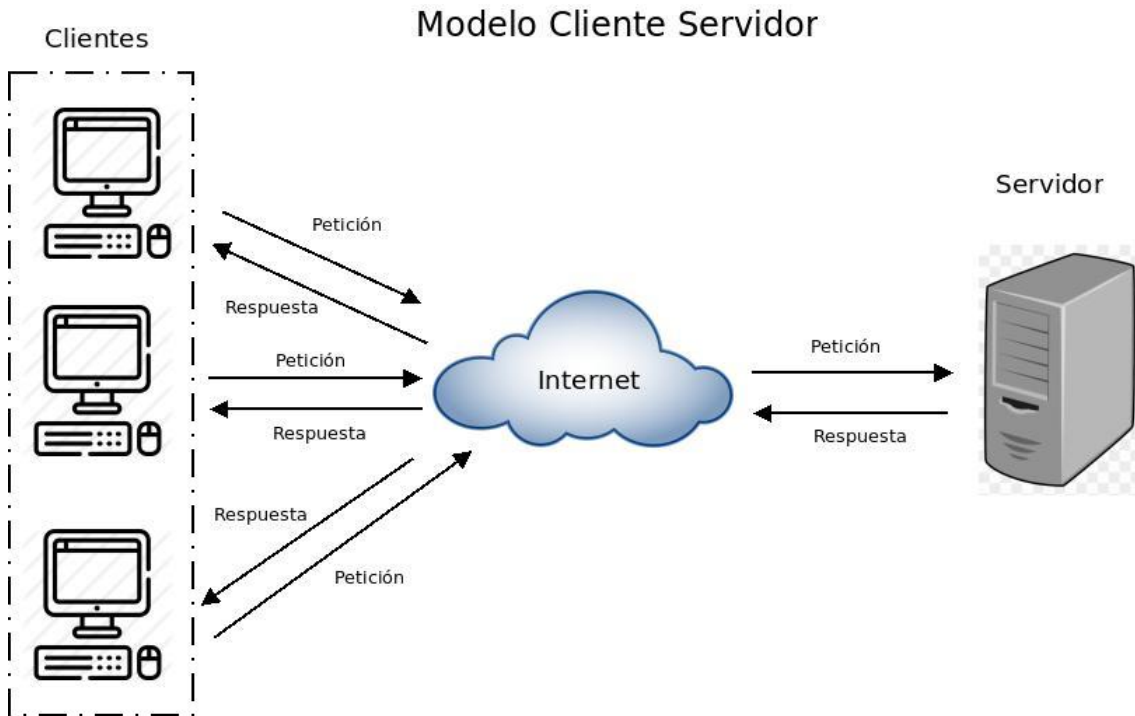 Modelo Cliente Servidor
Clientes
Servidor
Petición
Respuesta
Petición
Respuesta
Internet
Petición
Respuesta
Respuesta
Petición